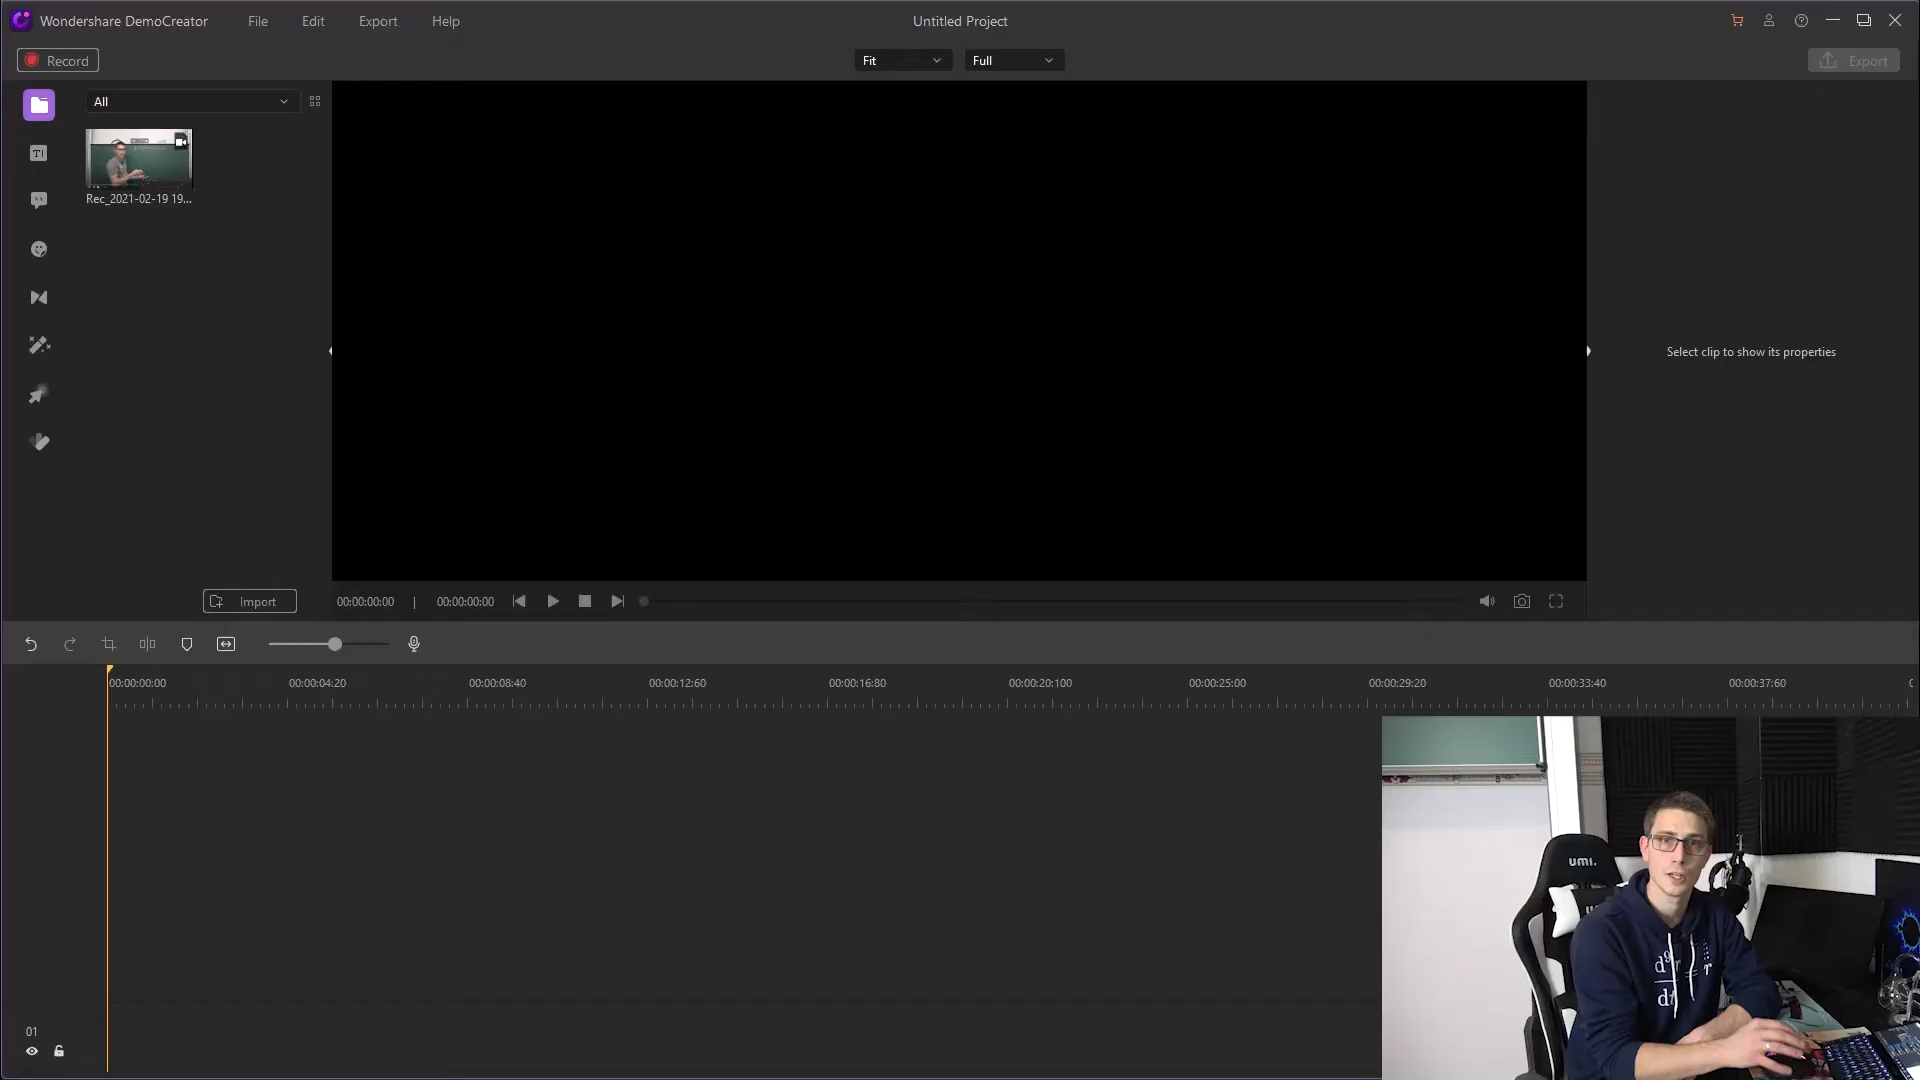 Wondershare DemoCreator File Edit Export Help Untitled Project
Record Fit Full Export
All
Rec_2021-02-19 19...
Select clip to show its properties
Import 00:00:00:00 | 00:00:00:00
00:00:00:00 00:00:04:20 00:00:08:40 00:00:12:60 00:00:16:80 00:00:20:100 00:00:25:00 00:00:29:20 00:00:33:40 00:00:37:60
umi.
01